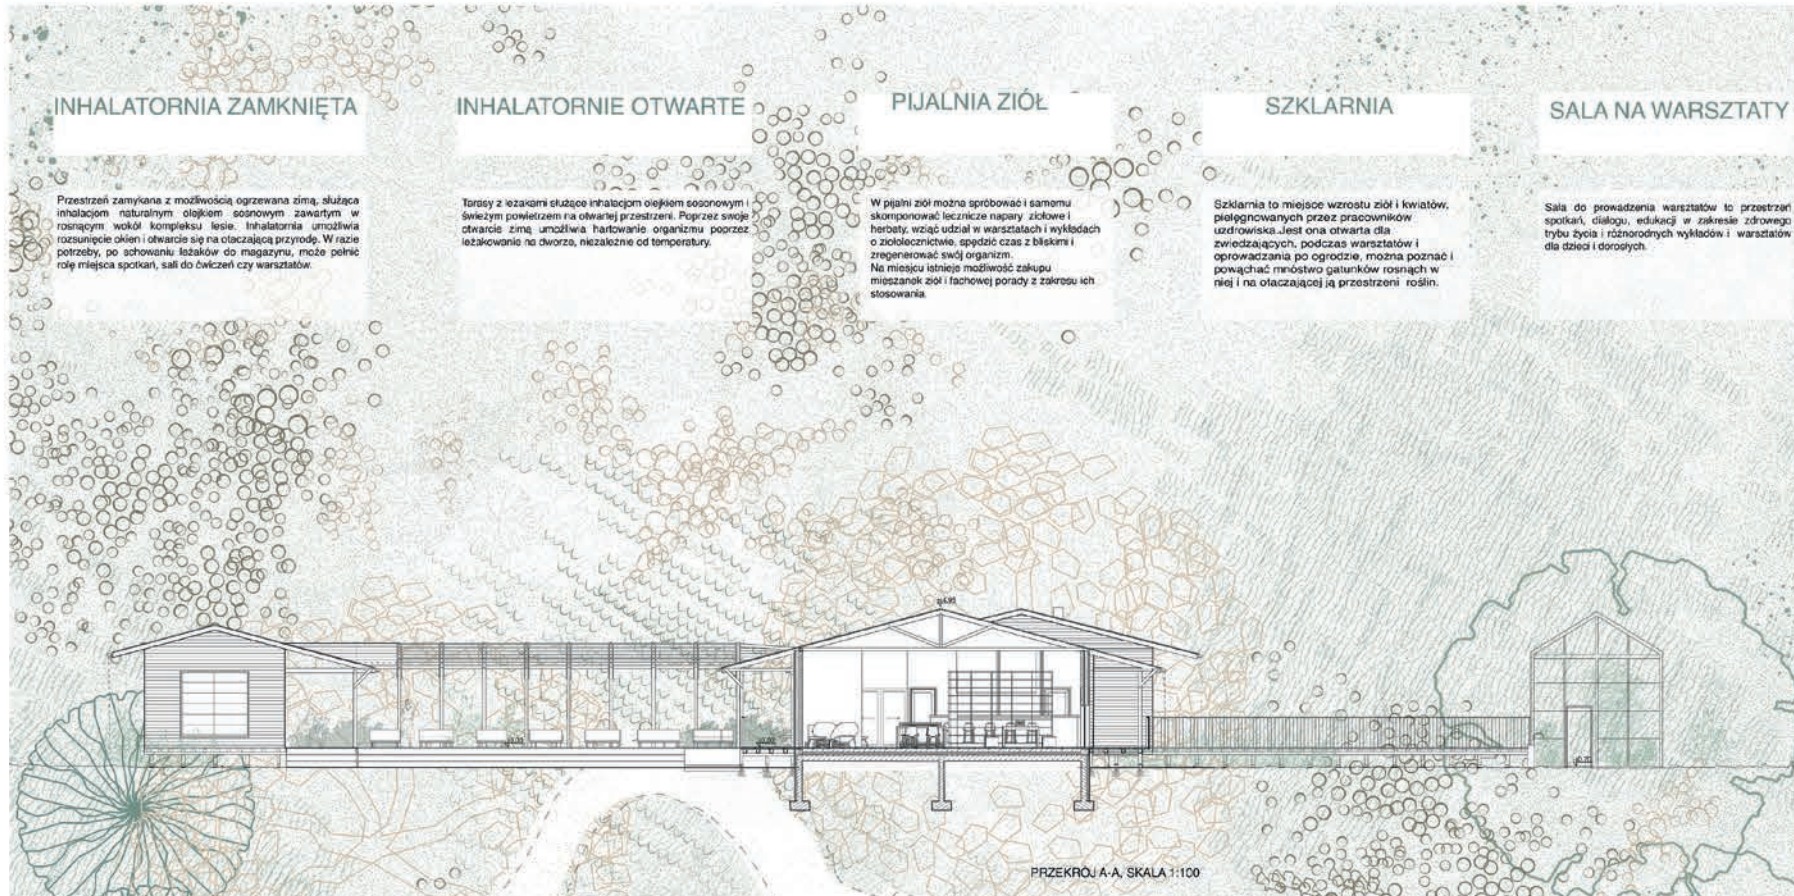 INHALATORNIA ZAMKNIĘTA
Przestrzeń zamykana z możliwością ogrzewana zimą, służąca
inhalacjom naturalnym olejkiem sosnowym zawartym w
rosnącym wokół kompleksu lesie. Inhalatornia umożliwia
rozsunięcie okien i otwarcie się na otaczającą przyrodę. W razie
potrzeby, po schowaniu leżaków do magazynu, może pełnić
rolę miejsca spotkań, sali do ćwiczeń czy warsztatów.
INHALATORNIE OTWARTE
Tarasy z leżakami służące inhalacjom olejkiem sosonowym i
świeżym powietrzem na otwartej przestrzeni. Poprzez swoje
otwarcie zimą umożliwia hartowanie organizmu poprzez
leżakowanie na dworze, niezależnie od temperatury.
PIJALNIA ZIÓŁ
W pijalni ziół można spróbować i samemu
skomponować lecznicze napary ziołowe i
herbaty, wziąć udział w warsztatach i wykładach
o ziołolecznictwie, spędzić czas z bliskimi i
zregenerować swój organizm.
Na miesjcu istnieje możliwość zakupu
mieszanek ziół i fachowej porady z zakresu ich
stosowania
SZKLARNIA
Szklarnia to miejsce wzrostu ziół i kwiatów,
pielęgnowanych przez pracowników
uzdrowiska.Jest ona otwarta dla
zwiedzających, podczas warsztatów i
oprowadzania po ogrodzie, można poznać i
powąchać mnóstwo gatunków rosnąch w
niej i na otaczającej ją przestrzeni roślin.
SALA NA WARSZTATY
Sala do prowadzenia warsztatów to przestrzeń
spotkań, dialogu, edukacji w zakresie zdrowego
trybu życia i różnorodnych wykładów i warsztatów
dla dzieci i dorosłych.
PRZEKRÓJ A-A, SKALA 1:100